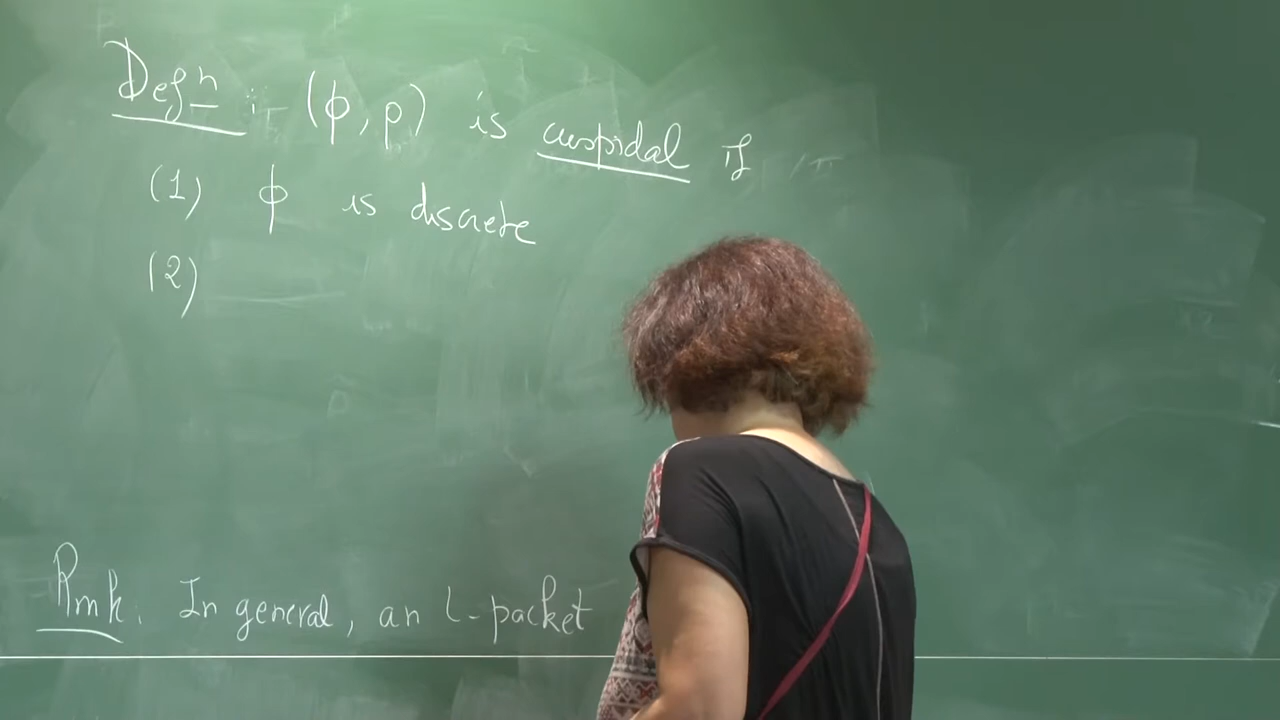 Defn : (ϕ, ρ) is cuspidal if
(1) ϕ is discrete
(2)
Rmk. In general, an L-packet